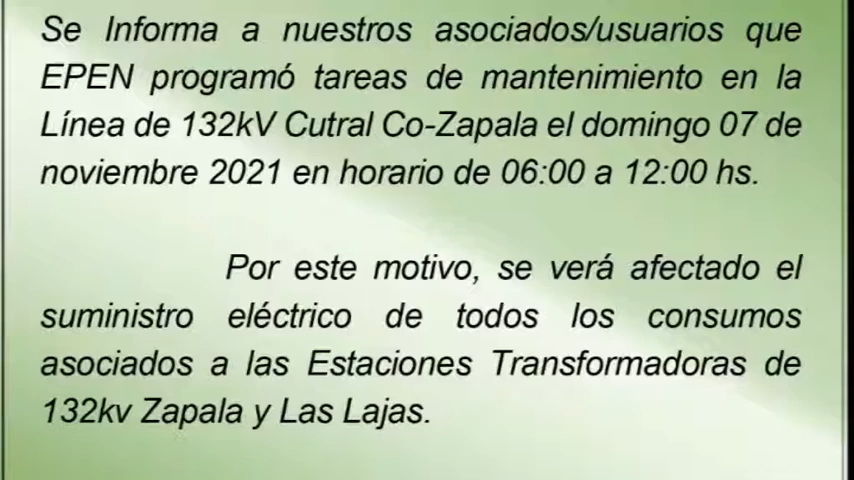 Se Informa a nuestros asociados/usuarios que
EPEN programó tareas de mantenimiento en la
Línea de 132kV Cutral Co-Zapala el domingo 07 de
noviembre 2021 en horario de 06:00 a 12:00 hs.
Por este motivo, se verá afectado el
suministro eléctrico de todos los consumos
asociados a las Estaciones Transformadoras de
132kv Zapala y Las Lajas.